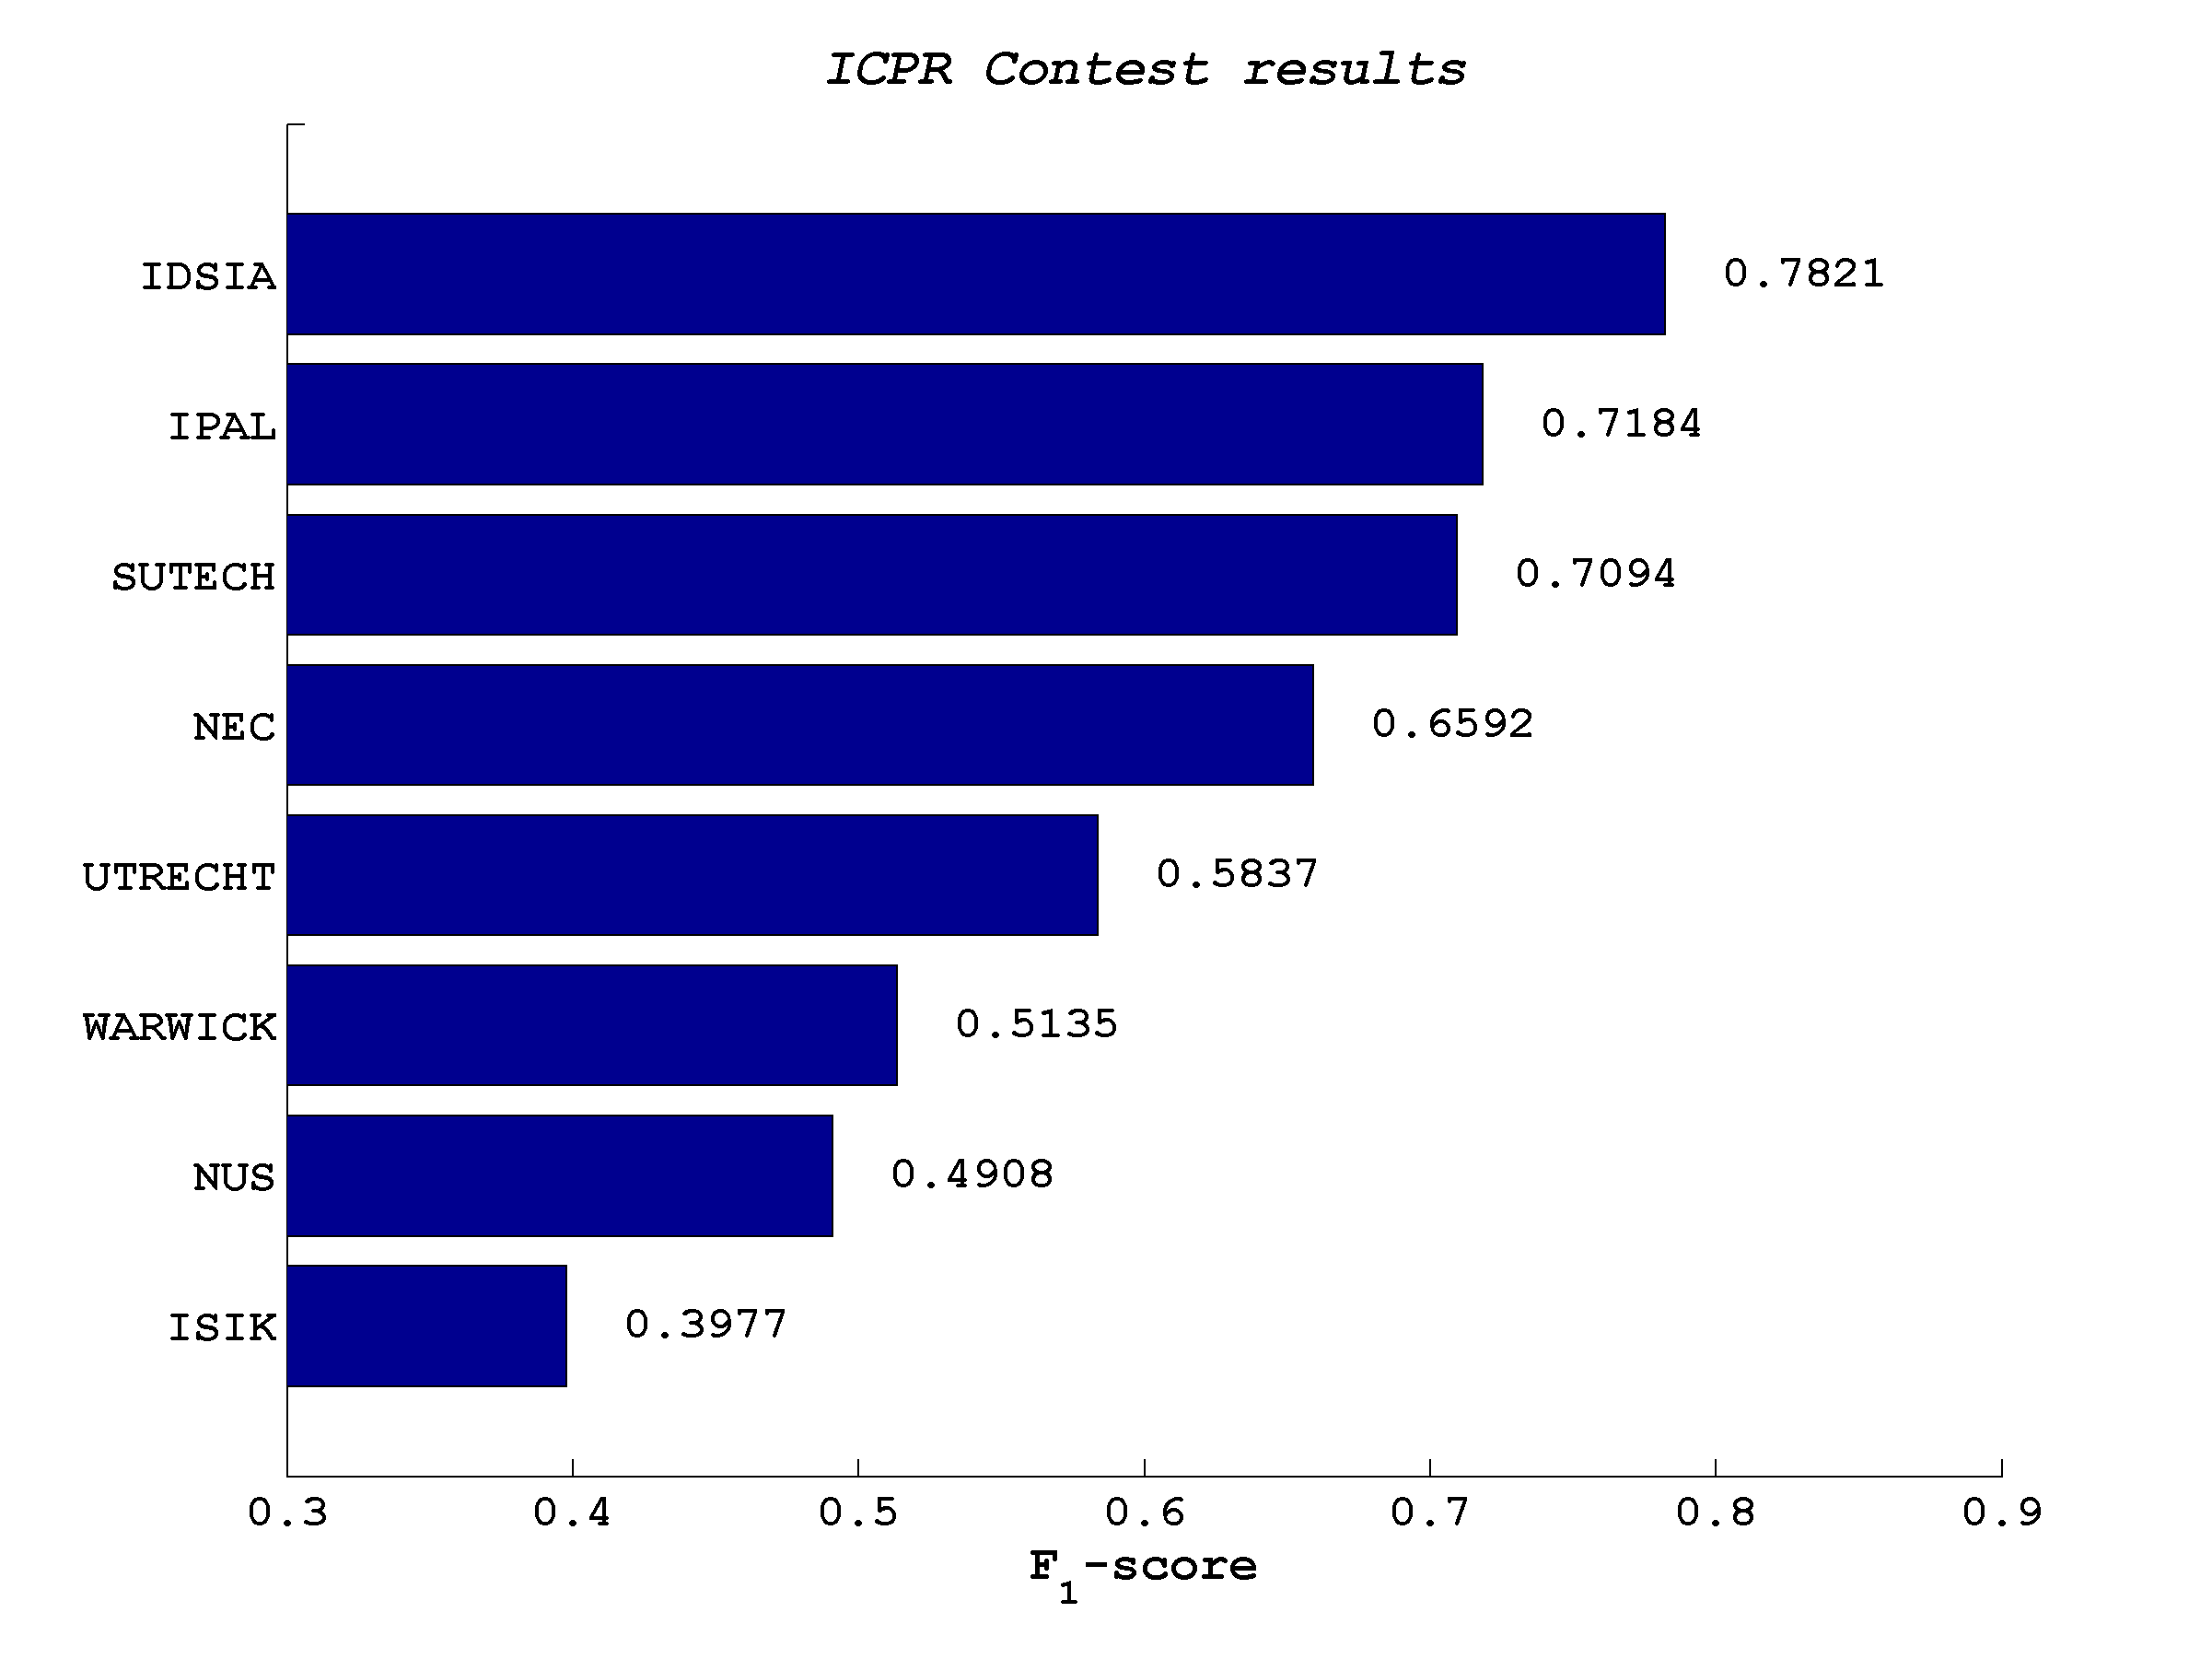 ICPR Contest results
IDSIA 0.7821
IPAL 0.7184
SUTECH 0.7094
NEC 0.6592
UTRECHT 0.5837
WARWICK 0.5135
NUS 0.4908
ISIK 0.3977
0.3 0.4 0.5 0.6 0.7 0.8 0.9
F1-score